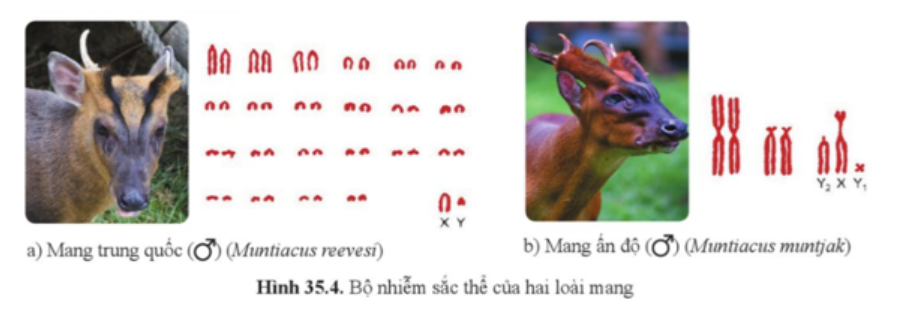 X Y
Y₂ X Y₁
a) Mang trung quốc (♂) (Muntiacus reevesi)
b) Mang ấn độ (♂) (Muntiacus muntjak)
Hình 35.4. Bộ nhiễm sắc thể của hai loài mang